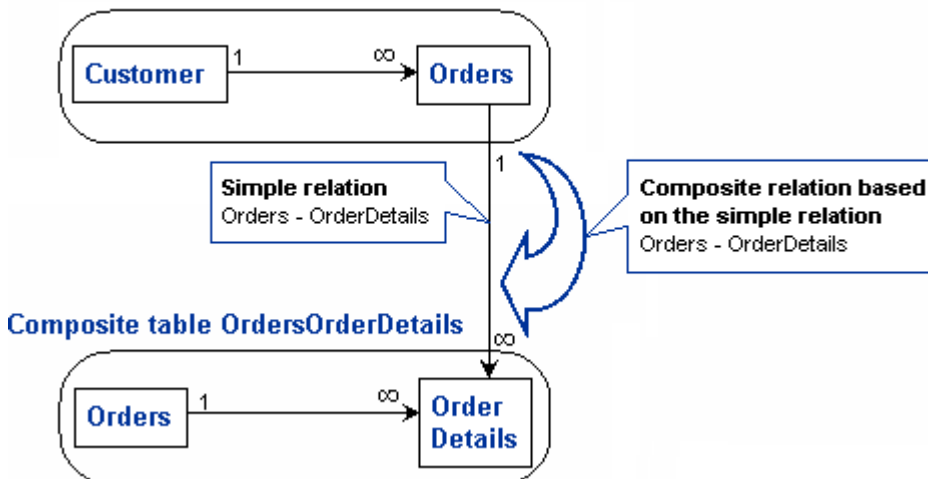 Customer
1
∞
Orders
1
Simple relation
Orders - OrderDetails
Composite relation based
on the simple relation
Orders - OrderDetails
Composite table OrdersOrderDetails
∞
Orders
1
∞
Order
Details